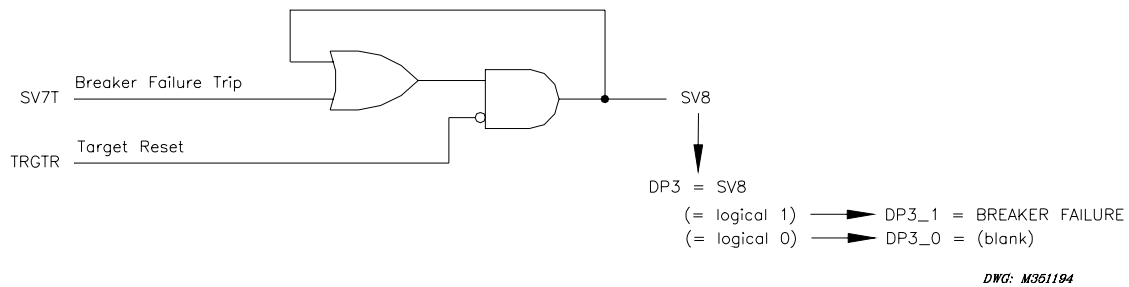 Breaker Failure Trip
SV7T
SV8
Target Reset
TRGTR
DP3 = SV8
(= logical 1) DP3_1 = BREAKER FAILURE
(= logical 0) DP3_0 = (blank)
DWG: M351194